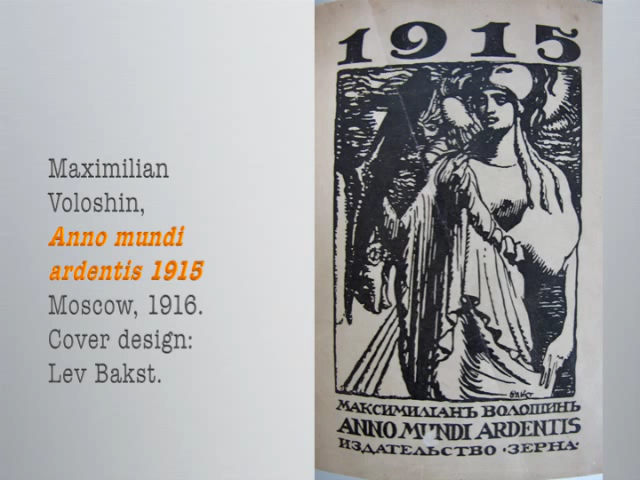 Maximilian
Voloshin,
Anno mundi
ardentis 1915
Moscow, 1916.
Cover design:
Lev Bakst.
1915
МАКСИМИЛІАНЪ ВОЛОШИНЪ
ANNO MUNDI ARDENTIS
ИЗДАТЕЛЬСТВО ·ЗЕРНА·